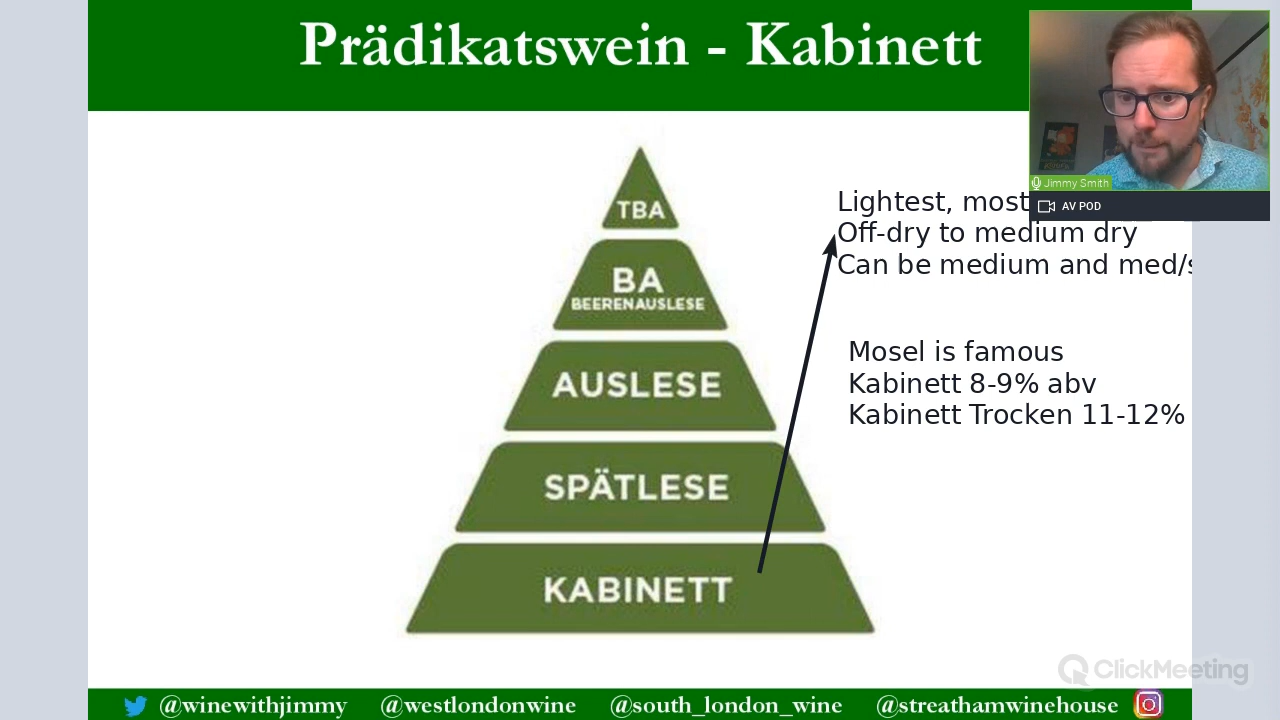 Prädikatswein - Kabinett
Jimmy Smith
AV POD
Lightest, most
Off-dry to medium dry
Can be medium and med/s
Mosel is famous
Kabinett 8-9% abv
Kabinett Trocken 11-12%
TBA
BA
BEERENAUSLESE
AUSLESE
SPÄTLESE
KABINETT
ClickMeeting
@winewithjimmy @westlondonwine @south_london_wine @streathamwinehouse